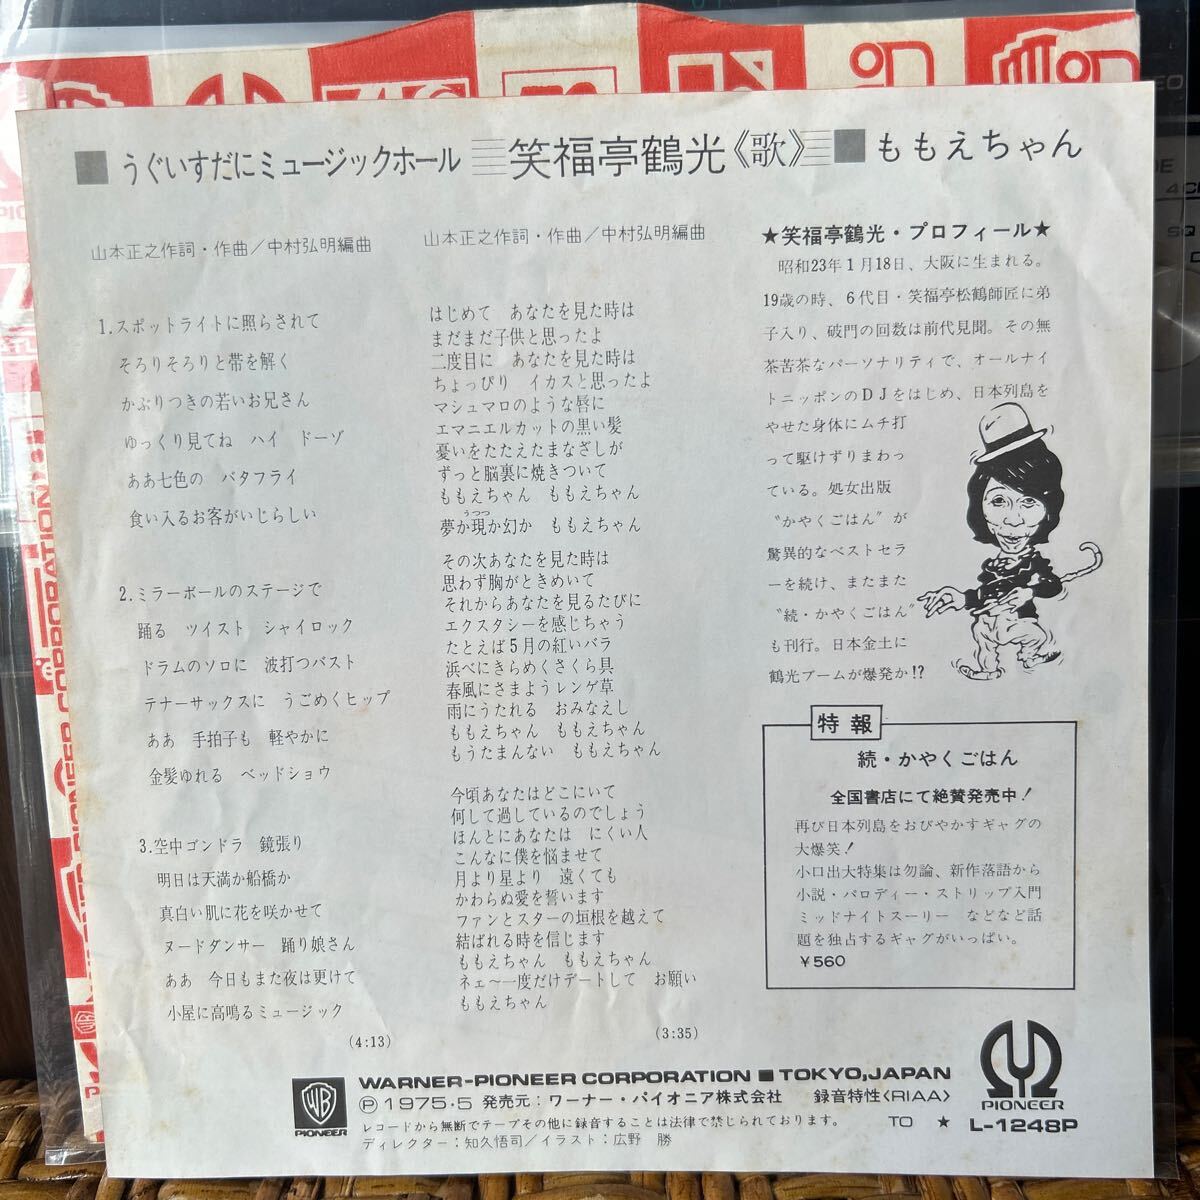 ■ うぐいすだにミュージックホール 笑福亭鶴光《歌》 ■ ももえちゃん
山本正之作詞・作曲／中村弘明編曲
1.スポットライトに照らされて
そろりそろりと帯を解く
かぶりつきの若いお兄さん
ゆっくり見てね ハイ ドーゾ
ああ七色の バタフライ
食い入るお客がいじらしい
2.ミラーボールのステージで
踊る ツイスト シャイロック
ドラムのソロに 波打つバスト
テナーサックスに うごめくヒップ
ああ 手拍子も 軽やかに
金髪ゆれる ベッドショウ
3.空中ゴンドラ 鏡張り
明日は天満か船橋か
真白い肌に花を咲かせて
ヌードダンサー 踊り娘さん
ああ 今日もまた夜は更けて
小屋に高鳴るミュージック
(4:13)
山本正之作詞・作曲／中村弘明編曲
はじめて あなたを見た時は
まだまだ子供と思ったよ
二度目に あなたを見た時は
ちょっぴり イカスと思ったよ
マシュマロのような唇に
エマニエルカットの黒い髪
憂いをたたえたまなざしが
ずっと脳裏に焼きついて
ももえちゃん ももえちゃん
うつつ
夢か現か幻か ももえちゃん
その次あなたを見た時は
思わず胸がときめいて
それからあなたを見るたびに
エクスタシーを感じちゃう
たとえば5月の紅いバラ
浜べにきらめくさくら貝
春風にさまようレンゲ草
雨にうたれる おみなえし
ももえちゃん ももえちゃん
もうたまんない ももえちゃん
今頃あなたはどこにいて
何して過しているのでしょう
ほんとにあなたは にくい人
こんなに僕を悩ませて
月より星より 遠くても
かわらぬ愛を誓います
ファンとスターの垣根を越えて
結ばれる時を信じます
ももえちゃん ももえちゃん
ネェ〜一度だけデートして お願い
ももえちゃん
(3:35)
★笑福亭鶴光・プロフィール★
昭和23年1月18日、大阪に生まれる。
19歳の時、6代目・笑福亭松鶴師匠に弟
子入り、破門の回数は前代見聞。その無
茶苦茶なパーソナリティで、オールナイ
トニッポンのDJをはじめ、日本列島を
やせた身体にムチ打
って駆けずりまわっ
ている。処女出版
“かやくごはん”が
驚異的なベストセラ
ーを続け、またまた
“続・かやくごはん”
も刊行。日本全土に
鶴光ブームが爆発か!?
特報
続・かやくごはん
全国書店にて絶賛発売中！
再び日本列島をおびやかすギャグの
大爆笑！
小口出大特集は勿論、新作落語から
小説・パロディー・ストリップ入門
ミッドナイトスーリー などなど話
題を独占するギャグがいっぱい。
￥560
WB
PIONEER
WARNER-PIONEER CORPORATION ■ TOKYO,JAPAN
Ⓟ1975・5 発売元：ワーナー・パイオニア株式会社 録音特性〈RIAA〉
レコードから無断でテープその他に録音することは法律で禁じられております。 TO ★
ディレクター：知久悟司／イラスト：広野 勝
PIONEER
L-1248P